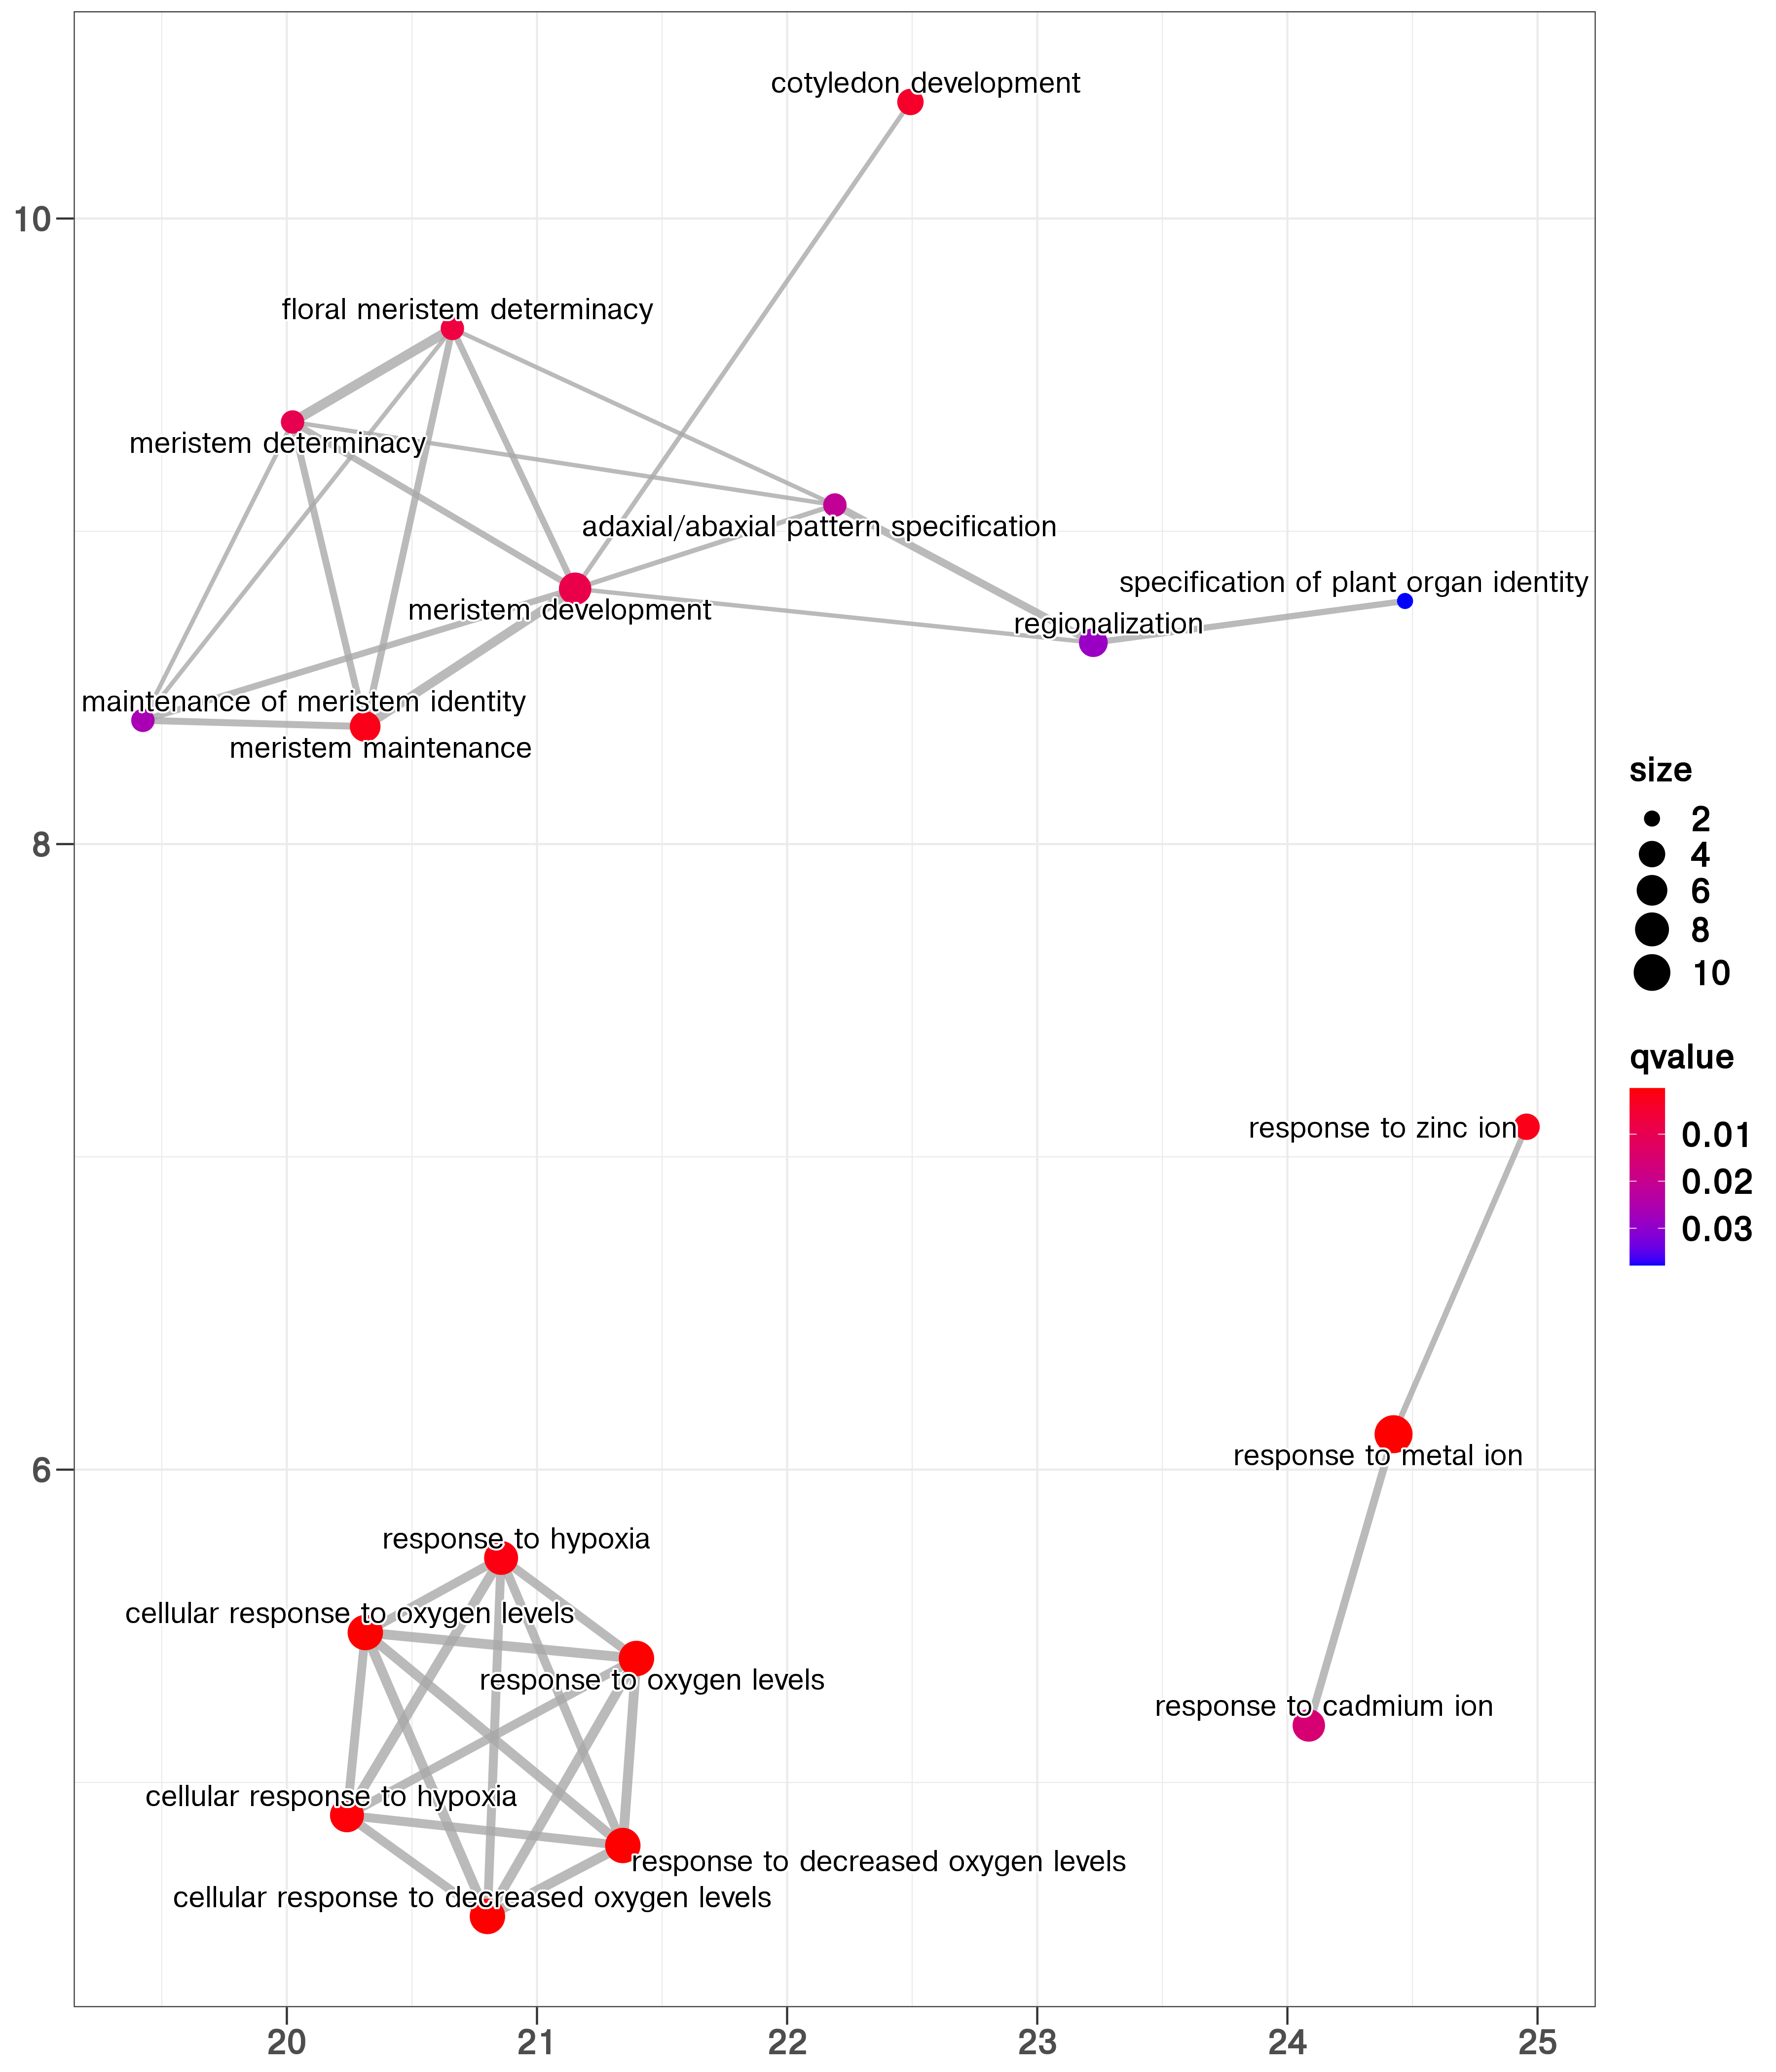 cotyledon development
10
floral meristem determinacy
meristem determinacy
adaxial/abaxial pattern specification
specification of plant organ identity
meristem development
regionalization
maintenance of meristem identity
meristem maintenance
size
2
8
4
6
8
10
qvalue
response to zinc ion
0.01
0.02
0.03
response to metal ion
6
response to hypoxia
cellular response to oxygen levels
response to oxygen levels
response to cadmium ion
cellular response to hypoxia
response to decreased oxygen levels
cellular response to decreased oxygen levels
20 21 22 23 24 25